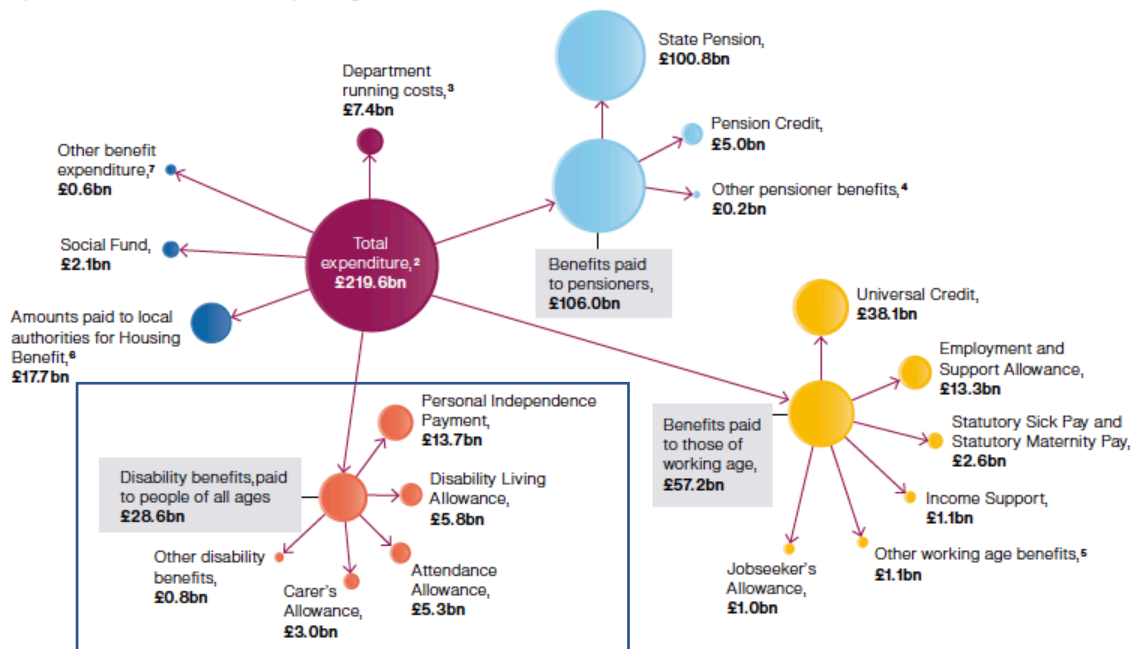 State Pension,
£100.8bn
Department
running costs,³
£7.4bn
Pension Credit,
£5.0bn
Other benefit
expenditure,⁷
£0.6bn
Other pensioner benefits,⁴
£0.2bn
Social Fund,
£2.1bn
Total
expenditure,²
£219.6bn
Benefits paid
to pensioners,
£106.0bn
Amounts paid to local
authorities for Housing
Benefit,⁶
£17.7bn
Universal Credit,
£38.1bn
Employment and
Support Allowance,
£13.3bn
Benefits paid
to those of
working age,
£57.2bn
Statutory Sick Pay and
Statutory Maternity Pay,
£2.6bn
Income Support,
£1.1bn
Other working age benefits,⁵
£1.1bn
Jobseeker's
Allowance,
£1.0bn
Personal Independence
Payment,
£13.7bn
Disability benefits,paid
to people of all ages
£28.6bn
Disability Living
Allowance,
£5.8bn
Attendance
Allowance,
£5.3bn
Carer's
Allowance,
£3.0bn
Other disability
benefits,
£0.8bn